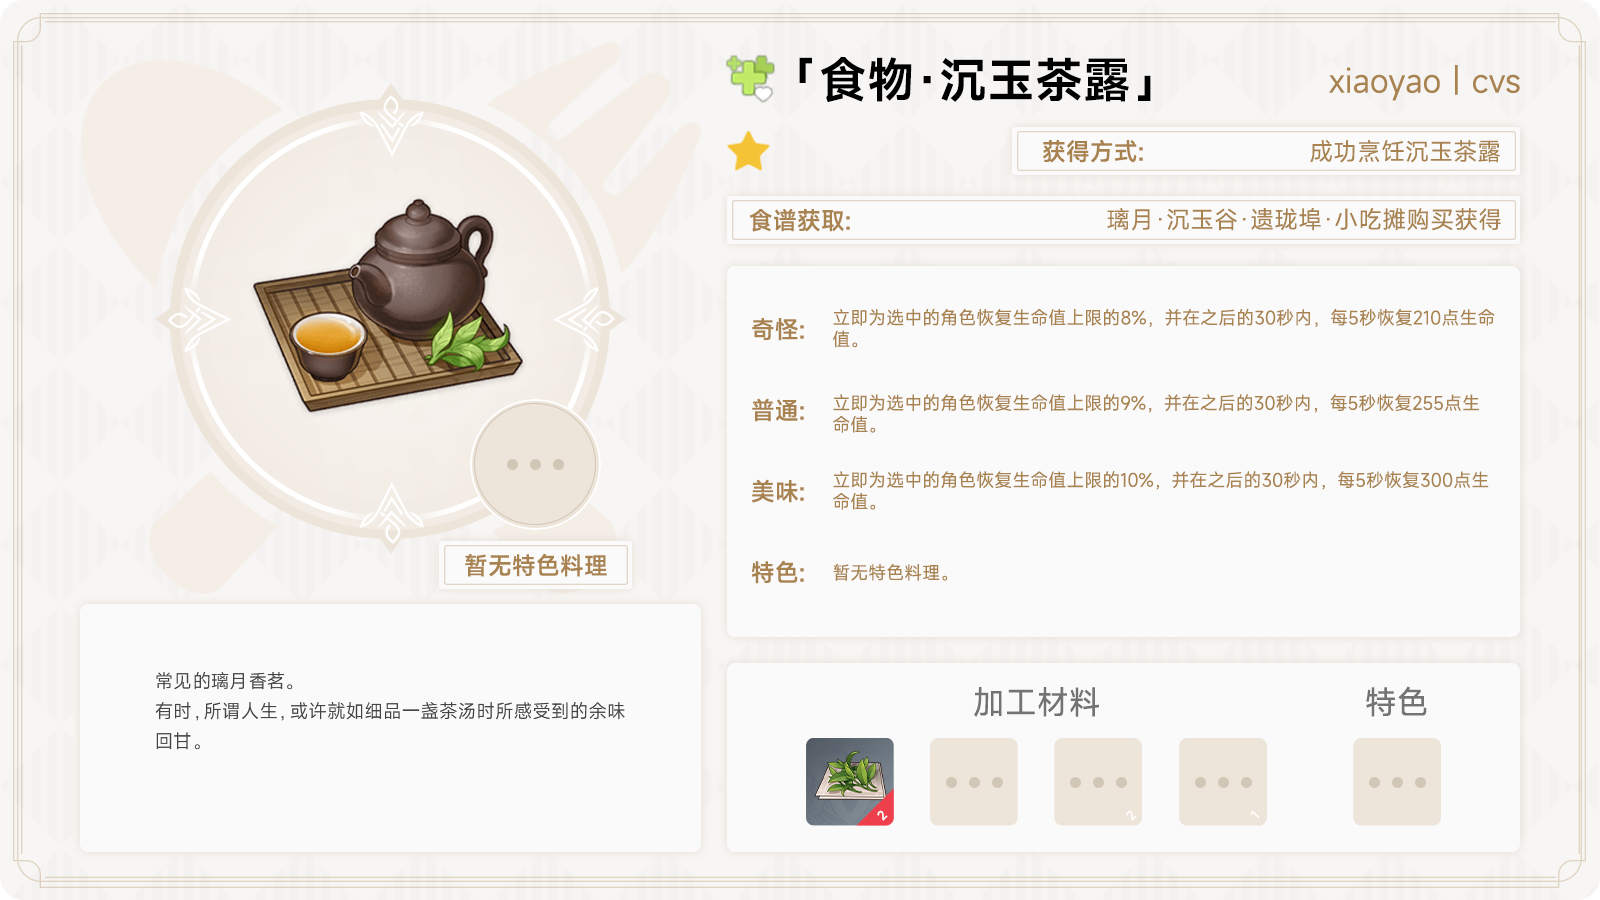 「食物·沉玉茶露」
xiaoyao | cvs
获得方式:
成功烹饪沉玉茶露
食谱获取:
璃月·沉玉谷·遗珑埠·小吃摊购买获得
奇怪:
立即为选中的角色恢复生命值上限的8%，并在之后的30秒内，每5秒恢复210点生命
值。
普通:
立即为选中的角色恢复生命值上限的9%，并在之后的30秒内，每5秒恢复255点生
命值。
美味:
立即为选中的角色恢复生命值上限的10%，并在之后的30秒内，每5秒恢复300点生
命值。
特色:
暂无特色料理。
暂无特色料理
常见的璃月香茗。
有时,所谓人生,或许就如细品一盏茶汤时所感受到的余味
回甘。
加工材料
特色
2
2
1